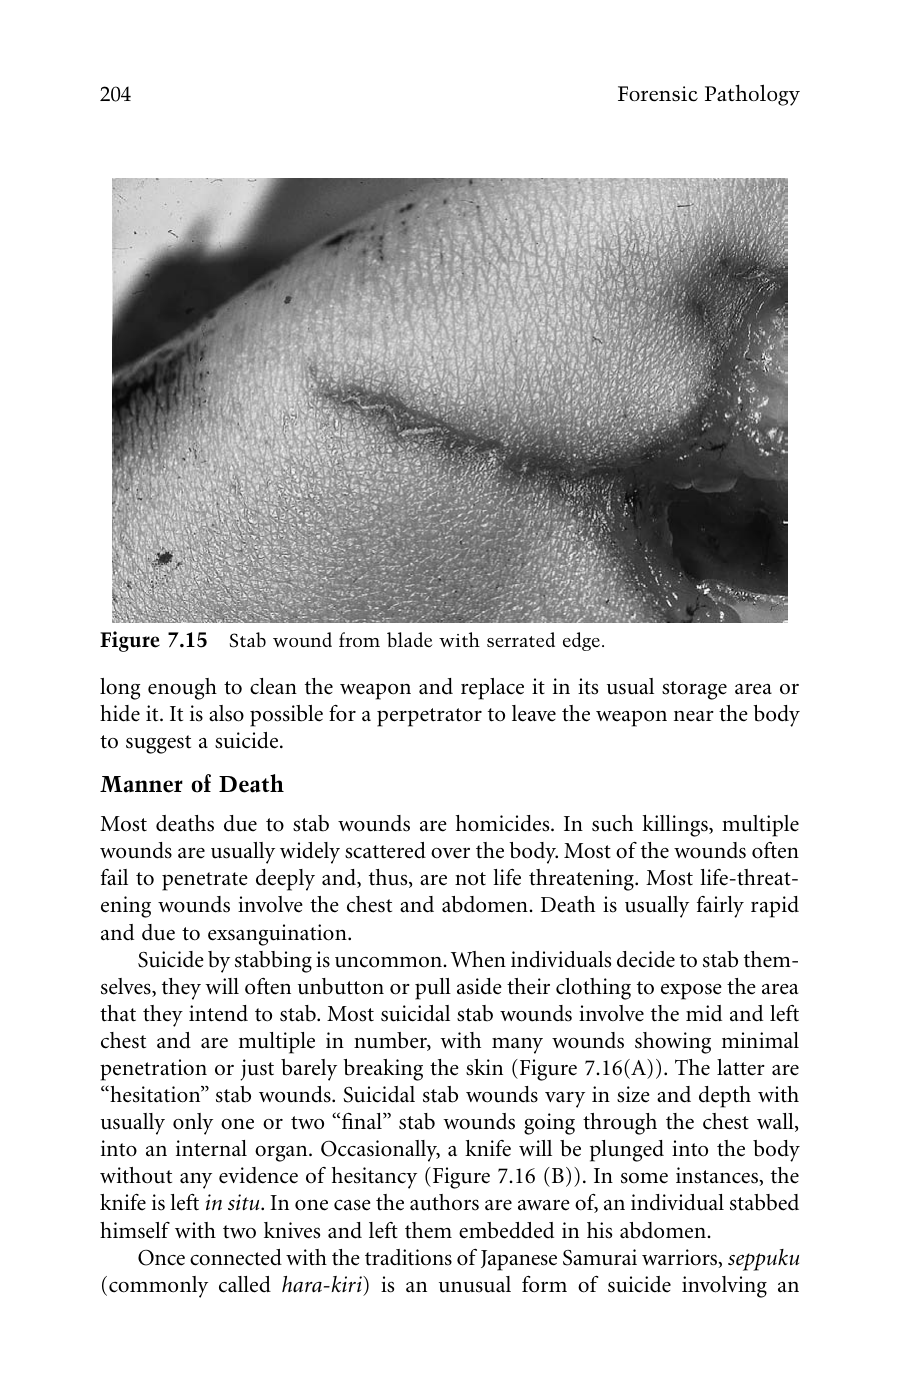 204
Forensic Pathology
Figure 7.15 Stab wound from blade with serrated edge.
long enough to clean the weapon and replace it in its usual storage area or
hide it. It is also possible for a perpetrator to leave the weapon near the body
to suggest a suicide.
Manner of Death
Most deaths due to stab wounds are homicides. In such killings, multiple
wounds are usually widely scattered over the body. Most of the wounds often
fail to penetrate deeply and, thus, are not life threatening. Most life-threat-
ening wounds involve the chest and abdomen. Death is usually fairly rapid
and due to exsanguination.
Suicide by stabbing is uncommon. When individuals decide to stab them-
selves, they will often unbutton or pull aside their clothing to expose the area
that they intend to stab. Most suicidal stab wounds involve the mid and left
chest and are multiple in number, with many wounds showing minimal
penetration or just barely breaking the skin (Figure 7.16(A)). The latter are
“hesitation” stab wounds. Suicidal stab wounds vary in size and depth with
usually only one or two “final” stab wounds going through the chest wall,
into an internal organ. Occasionally, a knife will be plunged into the body
without any evidence of hesitancy (Figure 7.16 (B)). In some instances, the
knife is left in situ. In one case the authors are aware of, an individual stabbed
himself with two knives and left them embedded in his abdomen.
Once connected with the traditions of Japanese Samurai warriors, seppuku
(commonly called hara-kiri) is an unusual form of suicide involving an